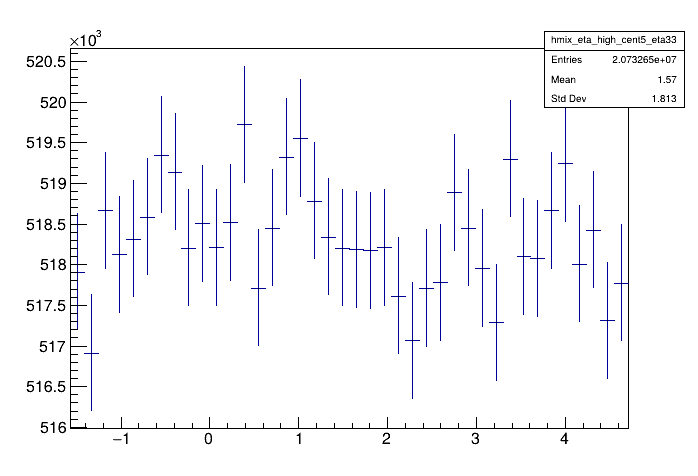 ×10³
hmix_eta_high_cent5_eta33
Entries 2.073265e+07
Mean 1.57
Std Dev 1.813
520.5
520
519.5
519
518.5
518
517.5
517
516.5
516
−1 0 1 2 3 4